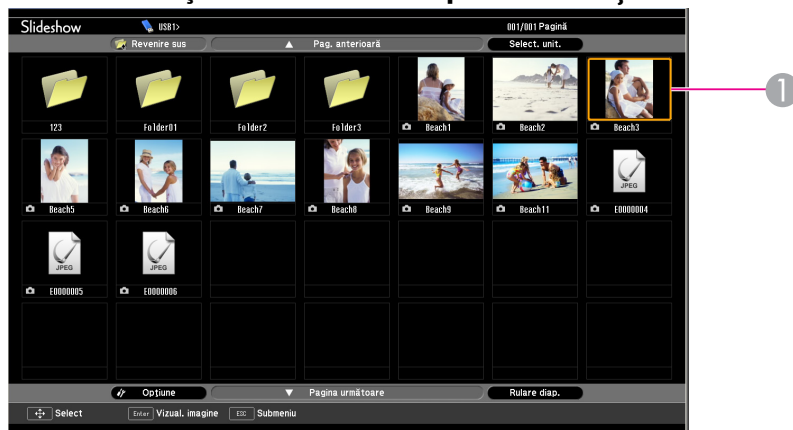 Slideshow USB1> 001/001 Pagină
Revenire sus Pag. anterioară Select. unit.
123 Folder01 Folder2 Folder3 Beach1 Beach2 Beach3
1
Beach5 Beach6 Beach7 Beach8 Beach9 Beach11 E0000004
JPEG
JPEG JPEG
E0000005 E0000006
Opţiune Pagina următoare Rulare diap.
Select Enter Vizual. imagine ESC Submeniu